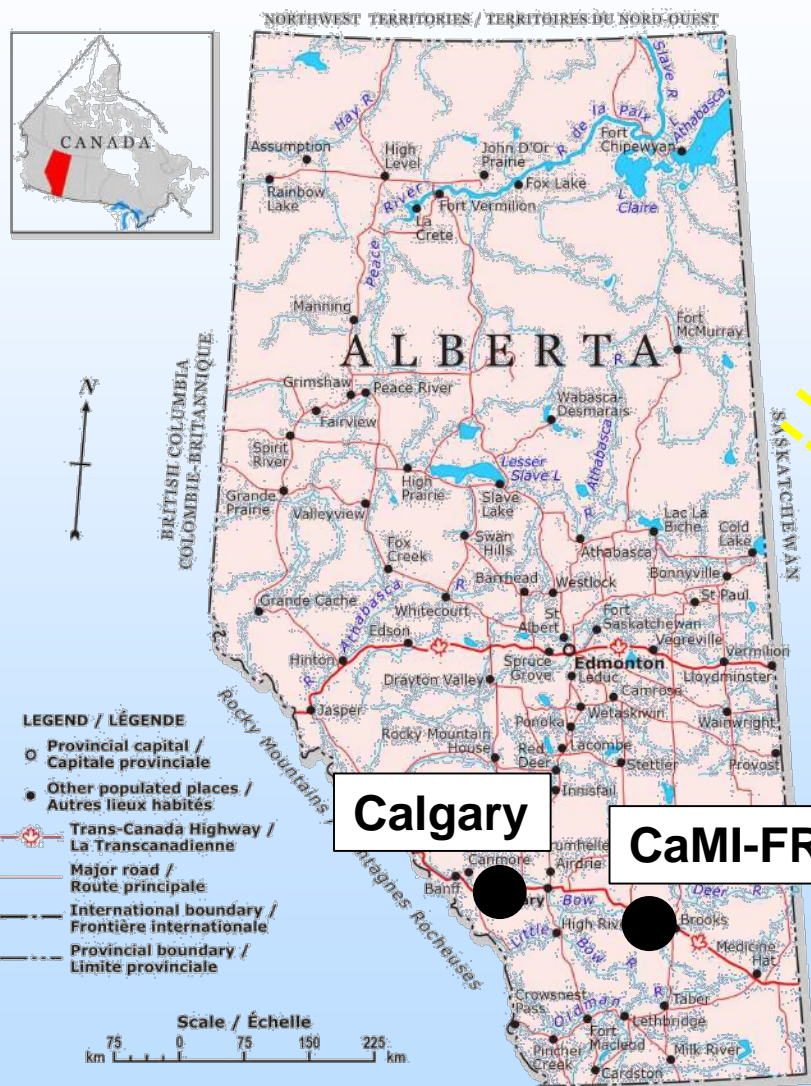 NORTHWEST TERRITORIES / TERRITOIRES DU NORD-OUEST
CANADA
Hay R
Slave R
R de la Paix
L Athabasca
Assumption
High
Level
John D'Or
Prairie
Fort
Chipewyan
Rainbow
Lake
Fox Lake
River
Fort Vermilion
L
Claire
La
Crete
Peace
Manning
Fort
McMurray
ALBERTA
R
BRITISH COLUMBIA
COLOMBIE-BRITANNIQUE
SASKATCHEWAN
N
Grimshaw
Peace River
Fairview
Wabasca-
Desmarais
Athabasca
R
Spirit
River
High
Prairie
Lesser
Slave L
Slave
Lake
Grande
Prairie
Valleyview
Lac La
Biche
Cold
Lake
Swan
Hills
Athabasca
Fox
Creek
Barrhead
Westlock
Bonnyville
St Paul
Grande Cache
Athabasca
R
Whitecourt
St
Albert
Fort
Saskatchewan
Vegreville
Edson
Hinton
Spruce
Grove
Edmonton
Vermilion
Lloydminster
R
Drayton Valley
Leduc
Camrose
Jasper
Wetaskiwin
Wainwright
Ponoka
Rocky Mountain
House
Red
Deer
Lacombe
Stettler
Provost
Innisfail
Rocky Mountains /
Montagnes Rocheuses
LEGEND / LÉGENDE
Provincial capital /
Capitale provinciale
Other populated places /
Autres lieux habités
Trans-Canada Highway /
La Transcanadienne
Major road /
Route principale
International boundary /
Frontière internationale
Provincial boundary /
Limite provinciale
Calgary
CaMI-FR
Canmore
Airdrie
Banff
Bow
Deer R
Little
Bow
R
High Rive
Brooks
Medicine
Hat
Crowsnest
Pass
Oldman
R
Taber
Fort
Macleod
Lethbridge
Pincher
Creek
Milk River
Cardston
Scale / Échelle
75 0 75 150 225
km km